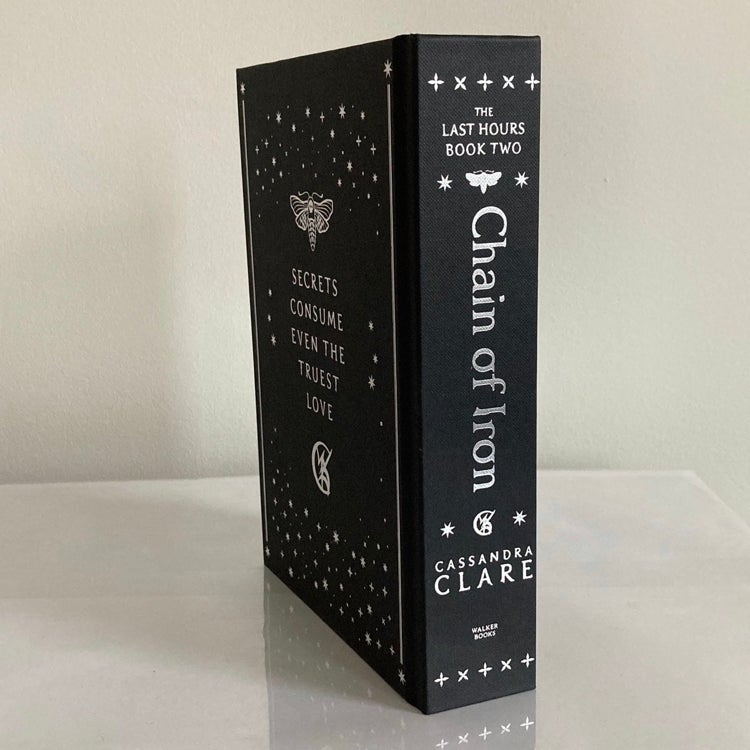 SECRETS
CONSUME
EVEN THE
TRUEST
LOVE
THE
LAST HOURS
BOOK TWO
Chain of Iron
CASSANDRA
CLARE
WALKER
BOOKS